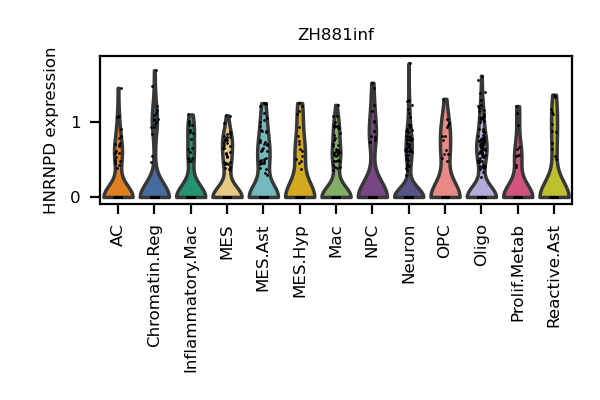 ZH881inf
HNRNPD expression
1
0
AC
Chromatin.Reg
Inflammatory.Mac
MES
MES.Ast
MES.Hyp
Mac
NPC
Neuron
OPC
Oligo
Prolif.Metab
Reactive.Ast